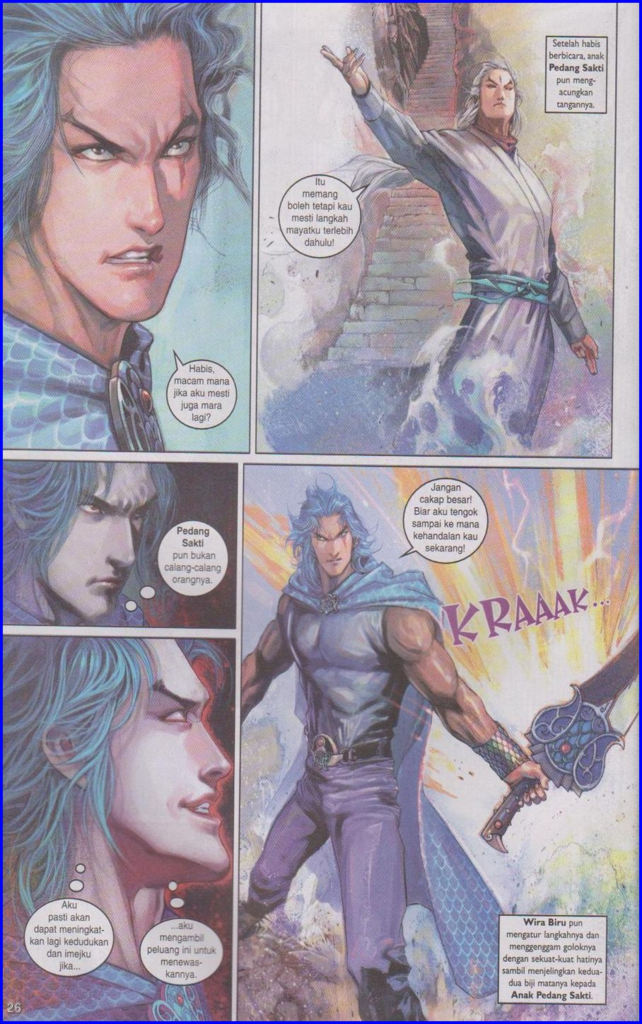 Habis,
macam mana
jika aku mesti
juga mara
lagi?
Itu
memang
boleh tetapi kau
mesti langkah
mayatku terlebih
dahulu!
Setelah habis
berbicara, anak
Pedang Sakti
pun meng-
acungkan
tangannya.
Pedang
Sakti
pun bukan
calang-calang
orangnya.
Aku
pasti akan
dapat meningkat-
kan lagi kedudukan
dan imejku
jika...
...aku
mengambil
peluang ini untuk
menewas-
kannya.
Jangan
cakap besar!
Biar aku tengok
sampai ke mana
kehandalan kau
sekarang!
KRAAAK...
Wira Biru pun
mengatur langkahnya dan
menggenggam goloknya
dengan sekuat-kuat hatinya
sambil menjelingkan kedua-
dua biji matanya kepada
Anak Pedang Sakti.
26